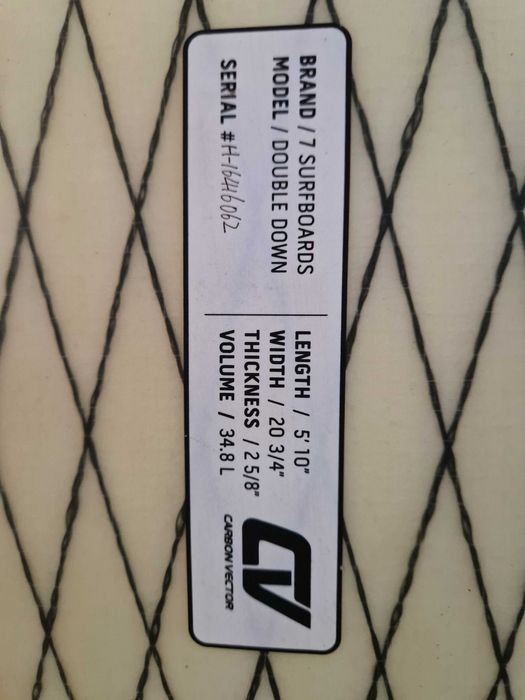 BRAND / 7 SURFBOARDS
MODEL / DOUBLE DOWN
SERIAL #H-16416062
LENGTH / 5' 10"
WIDTH / 20 3/4"
THICKNESS / 2 5/8"
VOLUME / 34.8 L
CV
CARBON VECTOR